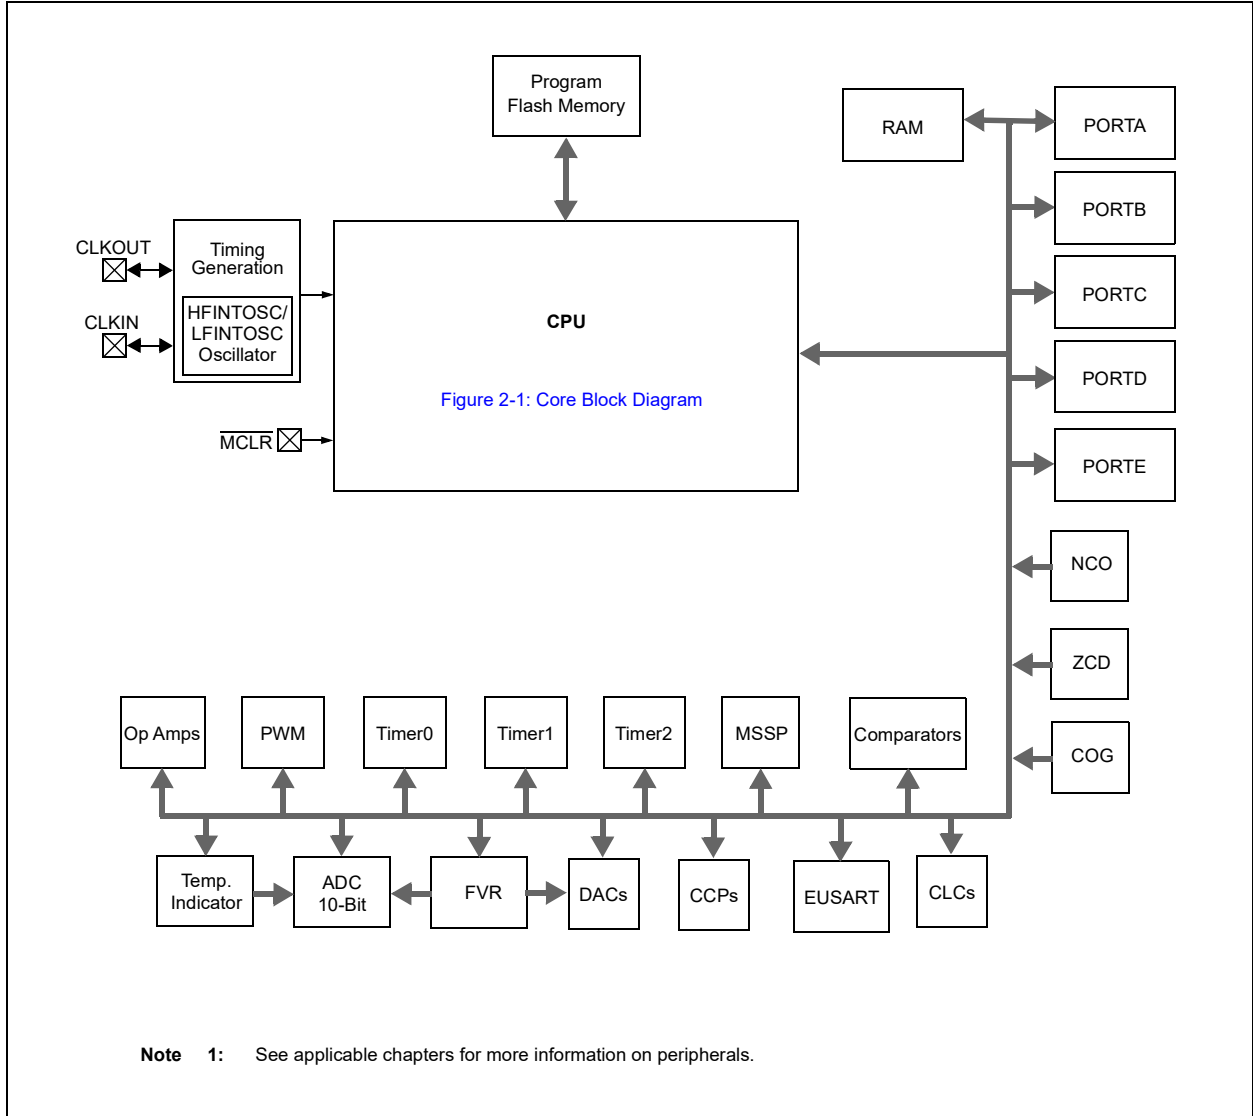 Program
Flash Memory
RAM
PORTA
PORTB
CLKOUT
Timing
Generation
PORTC
HFINTOSC/
LFINTOSC
Oscillator
CLKIN
CPU
PORTD
Figure 2-1: Core Block Diagram
MCLR
PORTE
NCO
ZCD
COG
Op Amps
PWM
Timer0
Timer1
Timer2
MSSP
Comparators
Temp.
Indicator
ADC
10-Bit
FVR
DACs
CCPs
EUSART
CLCs
Note 1: See applicable chapters for more information on peripherals.